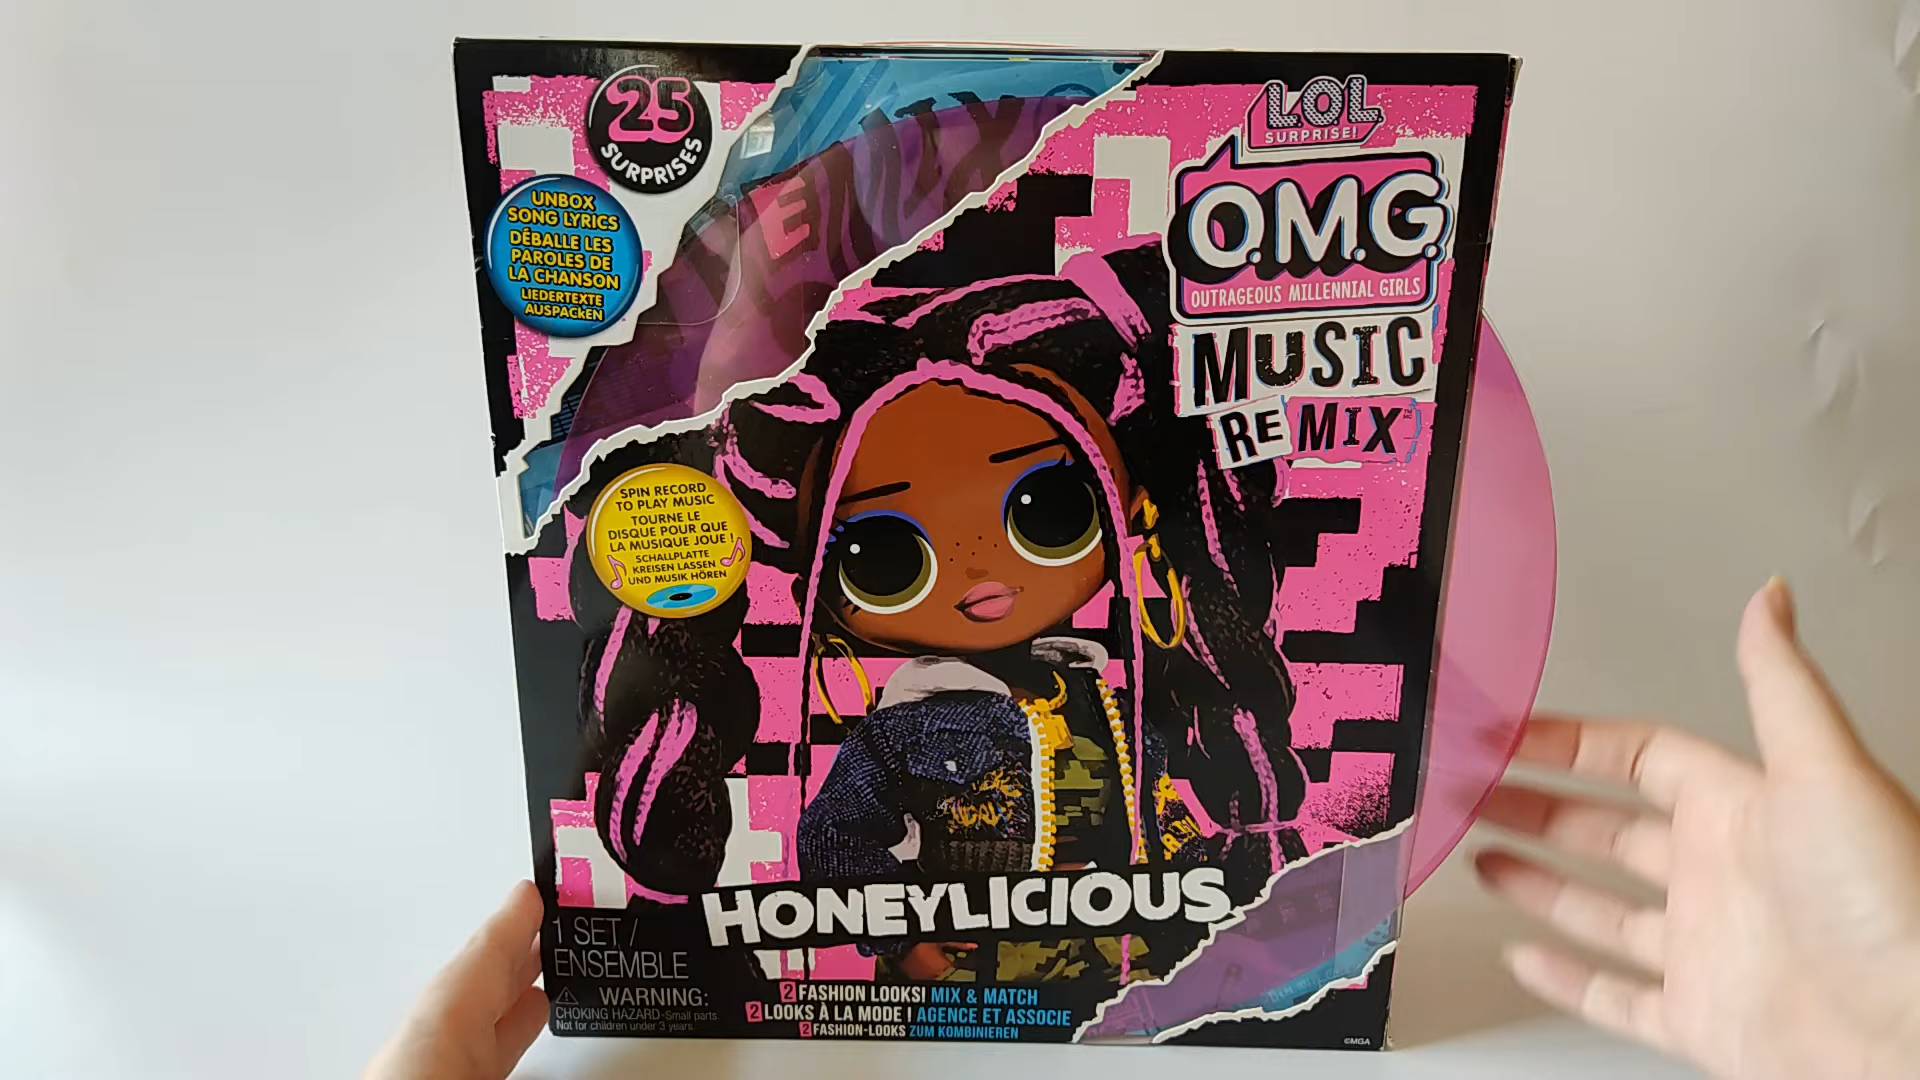 25
SURPRISES
UNBOX
SONG LYRICS
DÉBALLE LES
PAROLES DE
LA CHANSON
LIEDERTEXTE
AUSPACKEN
REMIX
L.O.L.
SURPRISE!
O.M.G.
OUTRAGEOUS MILLENNIAL GIRLS
MUSIC
REMIX™
SPIN RECORD
TO PLAY MUSIC
TOURNE LE
DISQUE POUR QUE
LA MUSIQUE JOUE !
SCHALLPLATTE
KREISEN LASSEN
UND MUSIK HÖREN
HONEYLICIOUS
1 SET /
ENSEMBLE
WARNING:
CHOKING HAZARD-Small parts.
Not for children under 3 years.
2 FASHION LOOKS! MIX & MATCH
2 LOOKS À LA MODE ! AGENCE ET ASSOCIE
2 FASHION-LOOKS ZUM KOMBINIEREN
©MGA